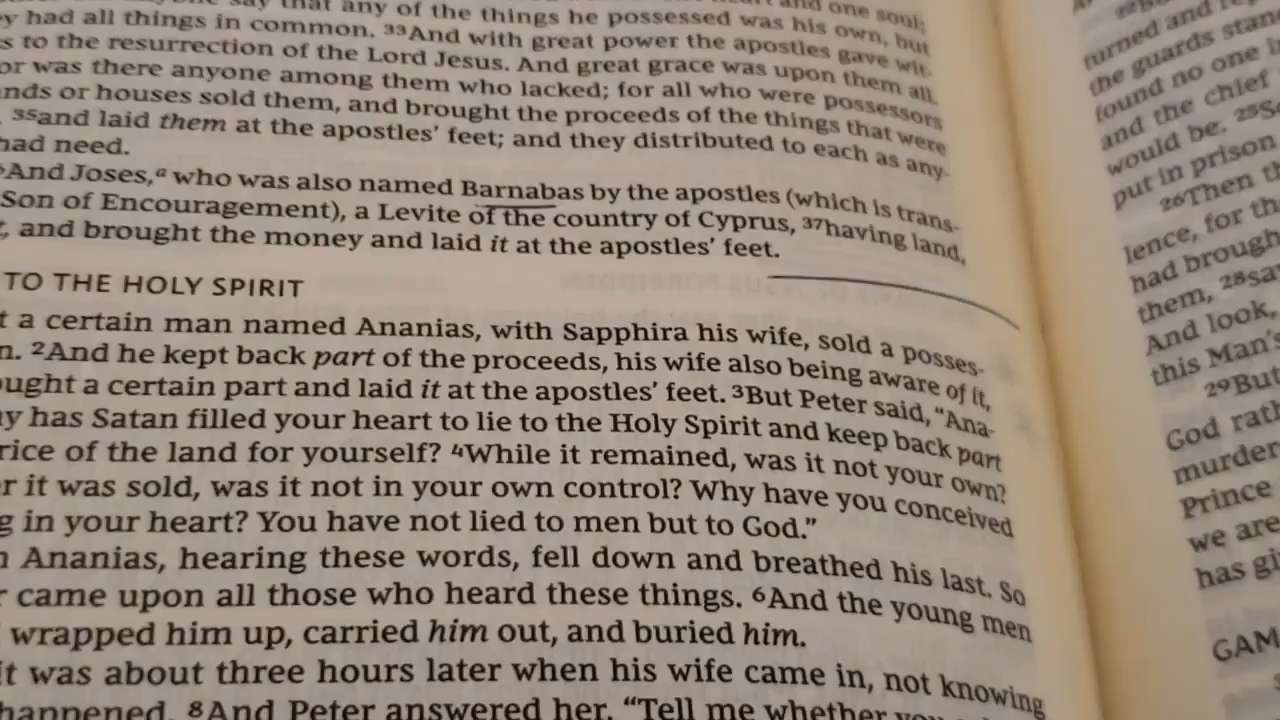 say that any of the things he possessed was his own, but
had all things in common. 33And with great power the apostles gave wit-
s to the resurrection of the Lord Jesus. And great grace was upon them all.
or was there anyone among them who lacked; for all who were possessors
nds or houses sold them, and brought the proceeds of the things that were
35and laid them at the apostles' feet; and they distributed to each as any-
had need.
And Joses,a who was also named Barnabas by the apostles (which is trans-
Son of Encouragement), a Levite of the country of Cyprus, 37having land,
, and brought the money and laid it at the apostles' feet.
TO THE HOLY SPIRIT
t a certain man named Ananias, with Sapphira his wife, sold a posses-
n. 2And he kept back part of the proceeds, his wife also being aware of it,
ought a certain part and laid it at the apostles' feet. 3But Peter said, “Ana-
y has Satan filled your heart to lie to the Holy Spirit and keep back part
rice of the land for yourself? 4While it remained, was it not your own?
r it was sold, was it not in your own control? Why have you conceived
g in your heart? You have not lied to men but to God.”
n Ananias, hearing these words, fell down and breathed his last. So
r came upon all those who heard these things. 6And the young men
wrapped him up, carried him out, and buried him.
It was about three hours later when his wife came in, not knowing
happened. 8And Peter answered her, “Tell me whether
turned and
the guards stan
found no one i
and the chief
would be. 25S
put in prison
26Then th
lence, for th
had brough
them, 28sa
And look,
this Man's
29But
God rath
murder
Prince
we are
has gi
GAM